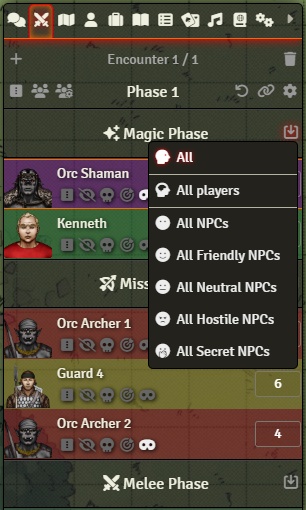 Encounter 1 / 1
Phase 1
Magic Phase
All
Orc Shaman
All players
Kenneth
All NPCs
All Friendly NPCs
All Neutral NPCs
Orc Archer 1
All Hostile NPCs
All Secret NPCs
Guard 4
6
Orc Archer 2
4
Melee Phase